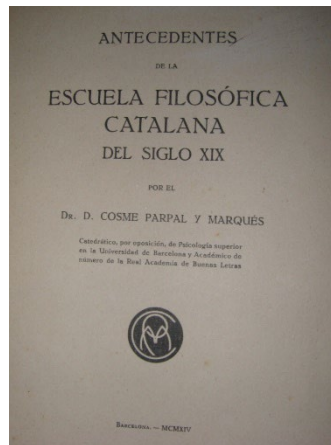 ANTECEDENTES
DE LA
ESCUELA FILOSÓFICA
CATALANA
DEL SIGLO XIX
POR EL
DR. D. COSME PARPAL Y MARQUÉS
Catedrático, por oposición, de Psicología superior
en la Universidad de Barcelona y Académico de
número de la Real Academia de Buenas Letras
BARCELONA. — MCMXIV